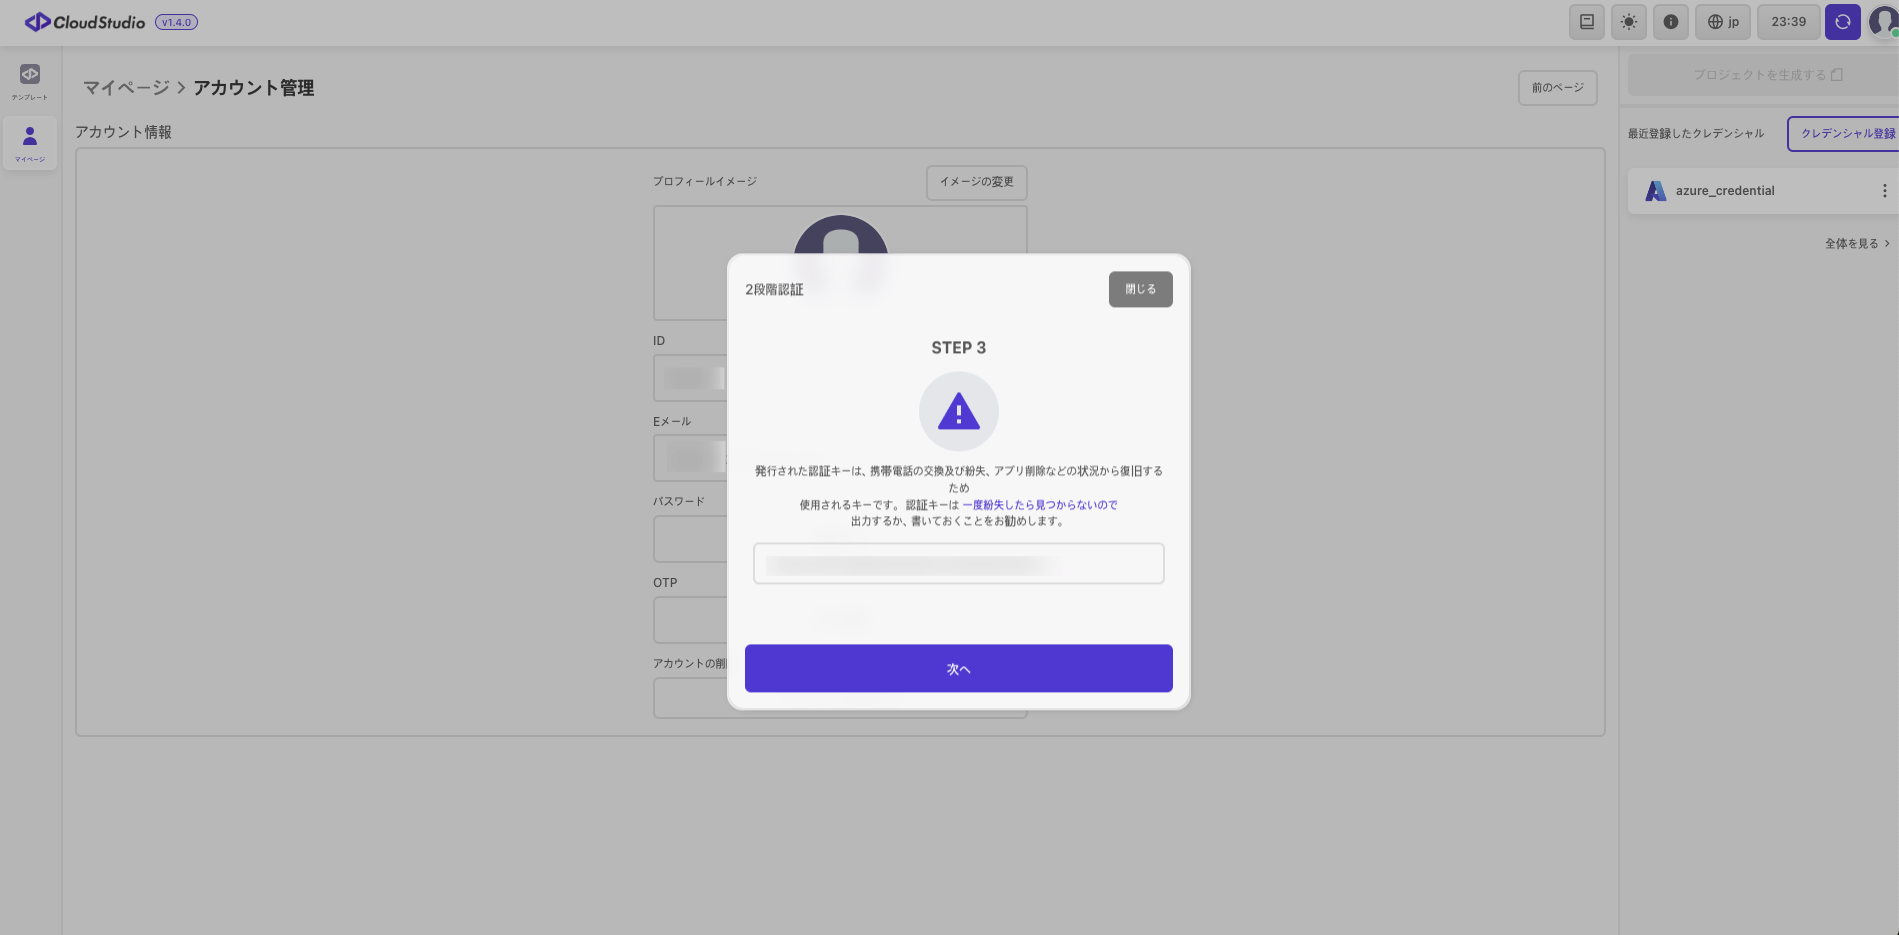 CloudStudio v1.4.0
jp
23:39
テンプレート
マイページ
マイページ > アカウント管理
前のページ
アカウント情報
プロフィールイメージ
イメージの変更
ID
Eメール
パスワード
OTP
アカウントの削
2段階認証
閉じる
STEP 3
発行された認証キーは、携帯電話の交換及び紛失、アプリ削除などの状況から復旧する
ため
使用されるキーです。 認証キーは 一度紛失したら見つからないので
出力するか、書いておくことをお勧めします。
次へ
プロジェクトを生成する
最近登録したクレデンシャル
クレデンシャル登録
azure_credential
全体を見る >